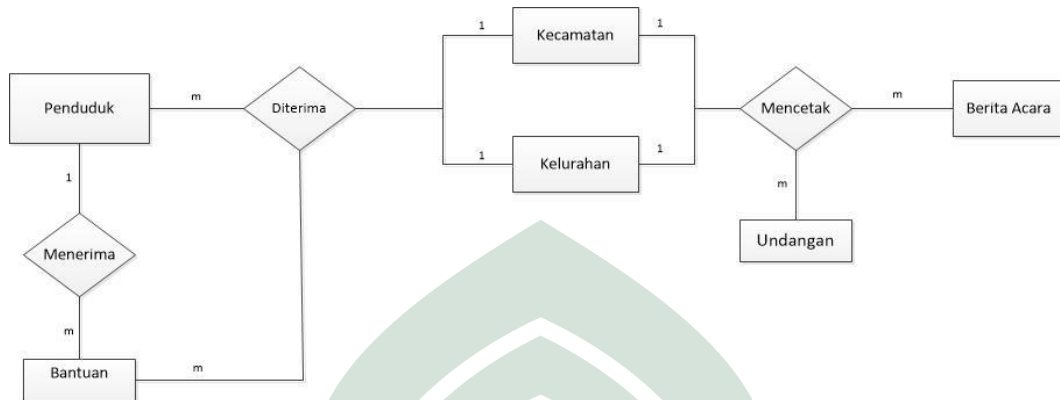 1
Kecamatan
1
Penduduk
m
Diterima
Mencetak
m
Berita Acara
1
Kelurahan
1
1
m
Menerima
Undangan
m
Bantuan
m